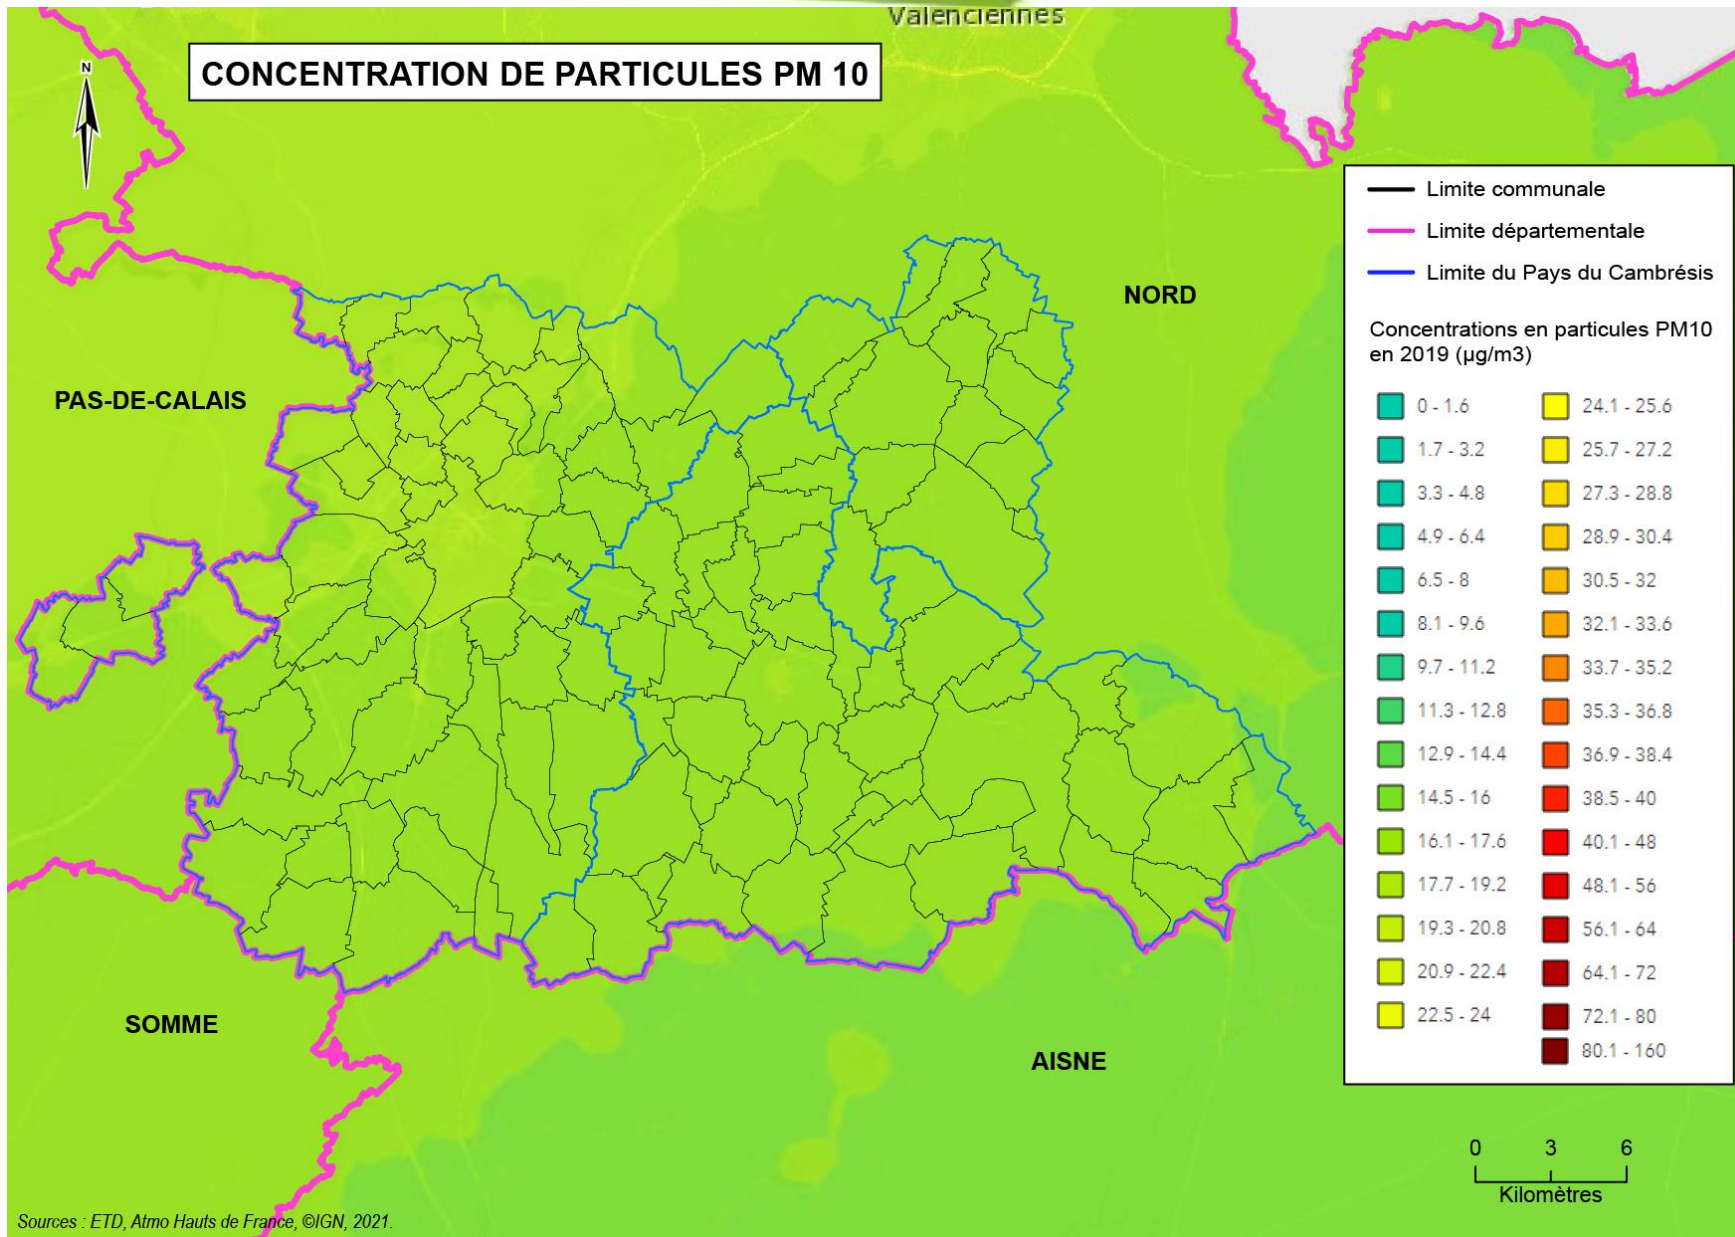 Valenciennes
CONCENTRATION DE PARTICULES PM 10
N
Limite communale
Limite départementale
Limite du Pays du Cambrésis
NORD
PAS-DE-CALAIS
Concentrations en particules PM10
en 2019 (µg/m3)
0 - 1.6
1.7 - 3.2
3.3 - 4.8
4.9 - 6.4
6.5 - 8
8.1 - 9.6
9.7 - 11.2
11.3 - 12.8
12.9 - 14.4
14.5 - 16
16.1 - 17.6
17.7 - 19.2
19.3 - 20.8
20.9 - 22.4
22.5 - 24
24.1 - 25.6
25.7 - 27.2
27.3 - 28.8
28.9 - 30.4
30.5 - 32
32.1 - 33.6
33.7 - 35.2
35.3 - 36.8
36.9 - 38.4
38.5 - 40
40.1 - 48
48.1 - 56
56.1 - 64
64.1 - 72
72.1 - 80
80.1 - 160
SOMME
AISNE
0 3 6
Kilomètres
Sources : ETD, Atmo Hauts de France, ©IGN, 2021.